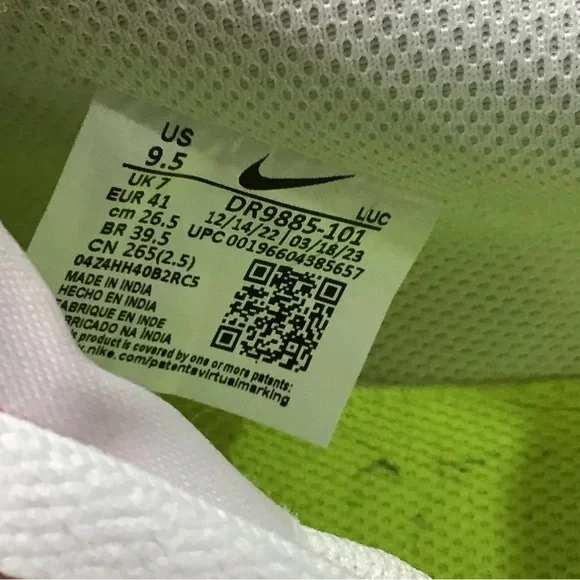 US
9.5
UK 7
EUR 41
cm 26.5
BR 39.5
CN 265(2.5)
04Z4HH40B2RC5
LUC
DR9885-101
12/14/22 / 03/18/23
UPC 00196604385657
MADE IN INDIA
HECHO EN INDIA
FABRIQUE EN INDE
FABRICADO NA ÍNDIA
product is covered by one or more patents:
.nike.com/patentsvirtualmarking